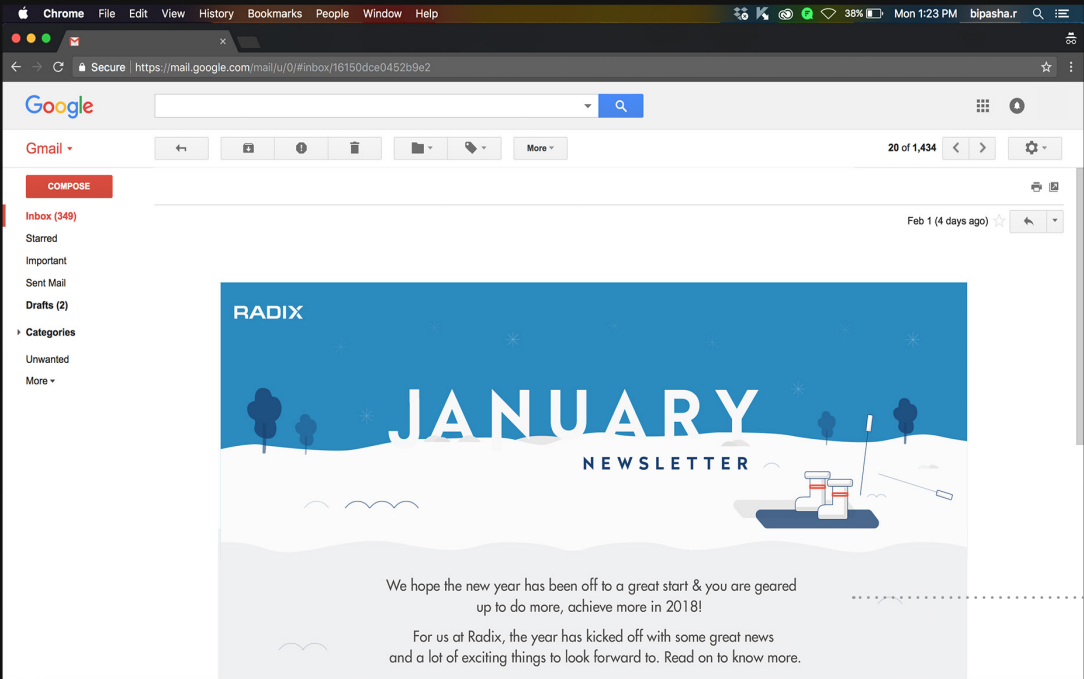 Chrome File Edit View History Bookmarks People Window Help 38% Mon 1:23 PM bipasha.r
Secure https://mail.google.com/mail/u/0/#inbox/16150dce0452b9e2
Google
Gmail More 20 of 1,434
COMPOSE
Inbox (349)
Feb 1 (4 days ago)
Starred
Important
Sent Mail
Drafts (2)
Categories
Unwanted
More
RADIX
JANUARY
NEWSLETTER
We hope the new year has been off to a great start & you are geared
up to do more, achieve more in 2018!
For us at Radix, the year has kicked off with some great news
and a lot of exciting things to look forward to. Read on to know more.